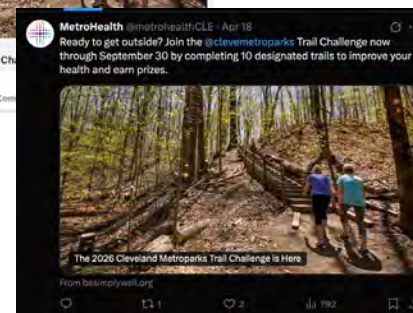 MetroHealth @metrohealthCLE · Apr 18
Ready to get outside? Join the @clevemetroparks Trail Challenge now
through September 30 by completing 10 designated trails to improve your
health and earn prizes.
The 2026 Cleveland Metroparks Trail Challenge is Here
From besimplywell.org
1
2
792